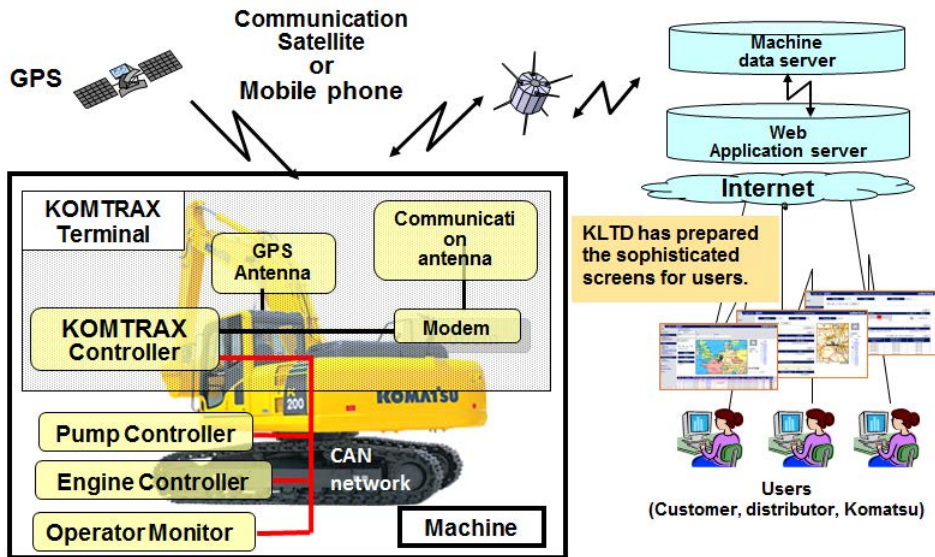 GPS
Communication
Satellite
or
Mobile phone
Machine
data server
Web
Application server
Internet
KLTD has prepared
the sophisticated
screens for users.
KOMTRAX
Terminal
GPS
Antenna
Communicati
on
antenna
KOMTRAX
Controller
Modem
200
KOMATSU
Pump Controller
Engine Controller
Operator Monitor
CAN
network
Machine
Users
(Customer, distributor, Komatsu)